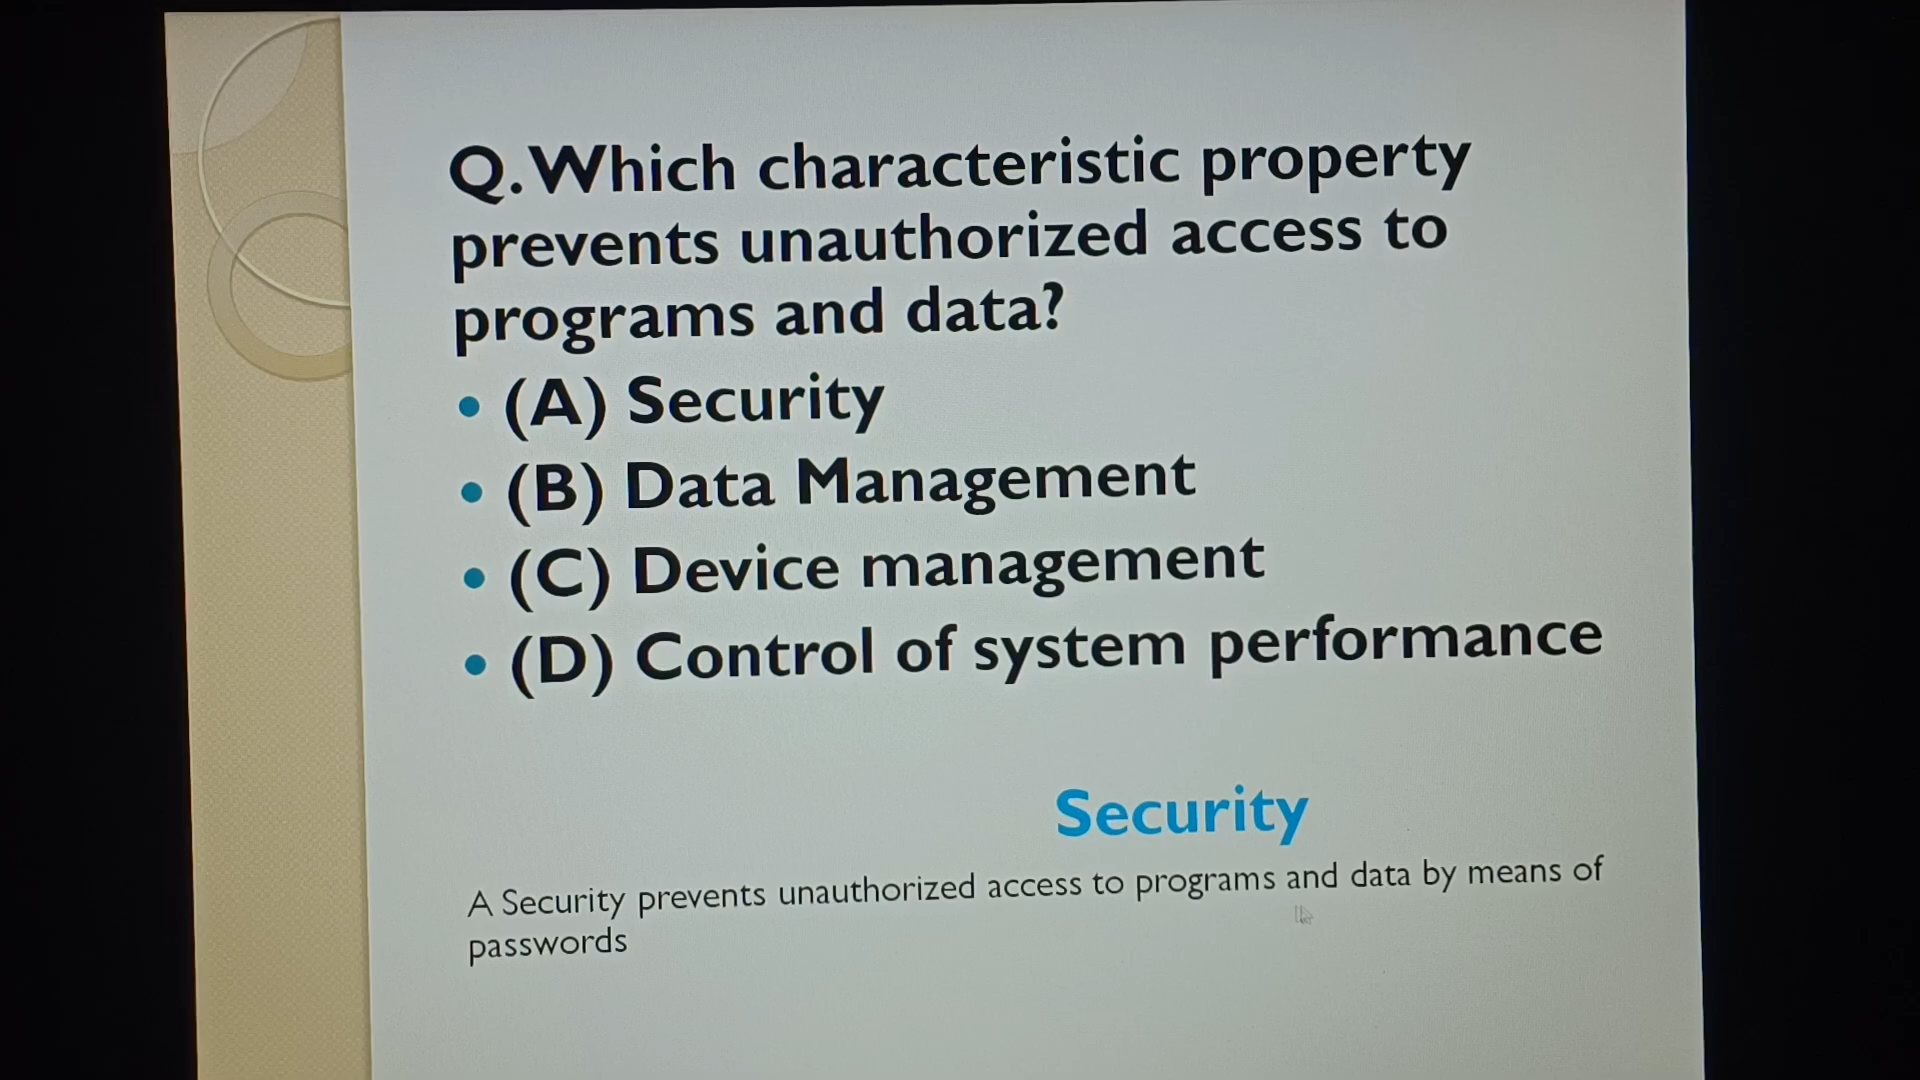 Q. Which characteristic property
prevents unauthorized access to
programs and data?
• (A) Security
• (B) Data Management
• (C) Device management
• (D) Control of system performance
Security
A Security prevents unauthorized access to programs and data by means of
passwords